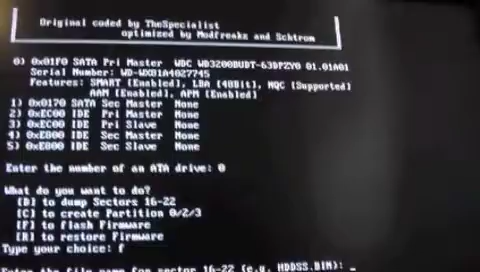 Original coded by TheSpecialist
optimized by Modfreakz and Schtrom
0) 0x01F0 SATA Pri Master WDC WD3200BUDT-63DPZY0 01.01A01
Serial Number: WD-WX81A4027745
Features: SMART [Enabled], LBA [48Bit], NQC [Supported]
AAM [Enabled], APM [Enabled]
1) 0x0170 SATA Sec Master None
2) 0xEC00 IDE Pri Master None
3) 0xEC00 IDE Pri Slave None
4) 0xE800 IDE Sec Master None
5) 0xE800 IDE Sec Slave None
Enter the number of an ATA drive: 0
What do you want to do?
[D] to dump Sectors 16-22
[C] to create Partition 0/2/3
[F] to flash Firmware
[R] to restore Firmware
Type your choice: f
Enter the file name for sector 16-22 (e.g. HDDSS.BIN): _